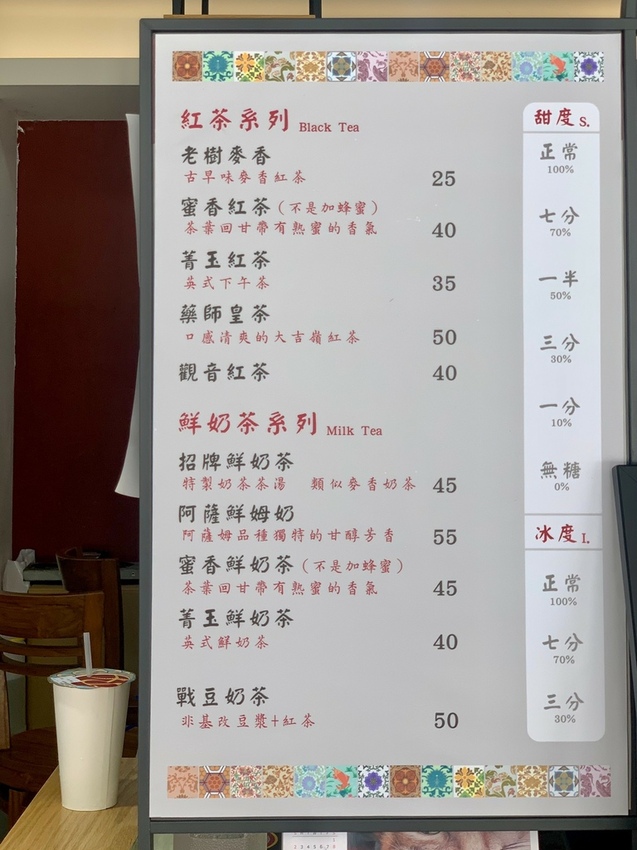 紅茶系列 Black Tea
老樹麥香
古早味麥香紅茶 25
蜜香紅茶（不是加蜂蜜）
茶葉回甘帶有熟蜜的香氣 40
菁玉紅茶
英式下午茶 35
藥師皇茶
口感清爽的大吉嶺紅茶 50
觀音紅茶 40
鮮奶茶系列 Milk Tea
招牌鮮奶茶
特製奶茶茶湯 類似麥香奶茶 45
阿薩鮮姆奶
阿薩姆品種獨特的甘醇芳香 55
蜜香鮮奶茶（不是加蜂蜜）
茶葉回甘帶有熟蜜的香氣 45
菁玉鮮奶茶
英式鮮奶茶 40
戰豆奶茶
非基改豆漿+紅茶 50
甜度 S.
正常
100%
七分
70%
一半
50%
三分
30%
一分
10%
無糖
0%
冰度 I.
正常
100%
七分
70%
三分
30%